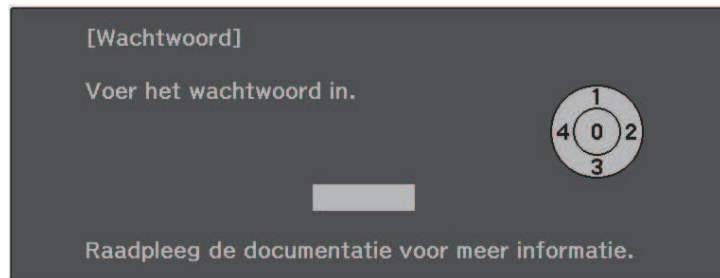 [Wachtwoord]
Voer het wachtwoord in.
1
4 0 2
3
Raadpleeg de documentatie voor meer informatie.